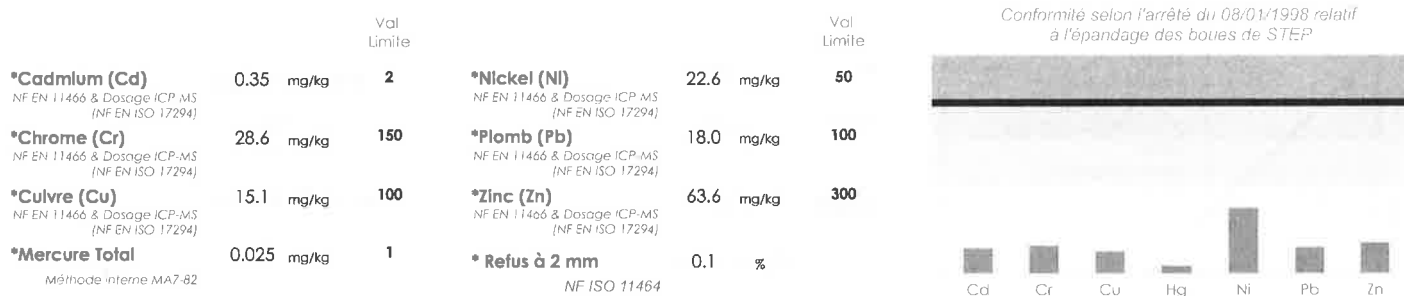 Val
Limite
*Cadmium (Cd) 0.35 mg/kg 2
NF EN 11466 & Dosage ICP-MS
(NF EN ISO 17294)
*Chrome (Cr) 28.6 mg/kg 150
NF EN 11466 & Dosage ICP-MS
(NF EN ISO 17294)
*Cuivre (Cu) 15.1 mg/kg 100
NF EN 11466 & Dosage ICP-MS
(NF EN ISO 17294)
*Mercure Total 0.025 mg/kg 1
Méthode interne MA7-82
Val
Limite
*Nickel (Ni) 22.6 mg/kg 50
NF EN 11466 & Dosage ICP-MS
(NF EN ISO 17294)
*Plomb (Pb) 18.0 mg/kg 100
NF EN 11466 & Dosage ICP-MS
(NF EN ISO 17294)
*Zinc (Zn) 63.6 mg/kg 300
NF EN 11466 & Dosage ICP-MS
(NF EN ISO 17294)
* Refus à 2 mm 0.1 %
NF ISO 11464
Conformité selon l'arrêté du 08/01/1998 relatif
à l'épandage des boues de STEP
Cd Cr Cu Hg Ni Pb Zn